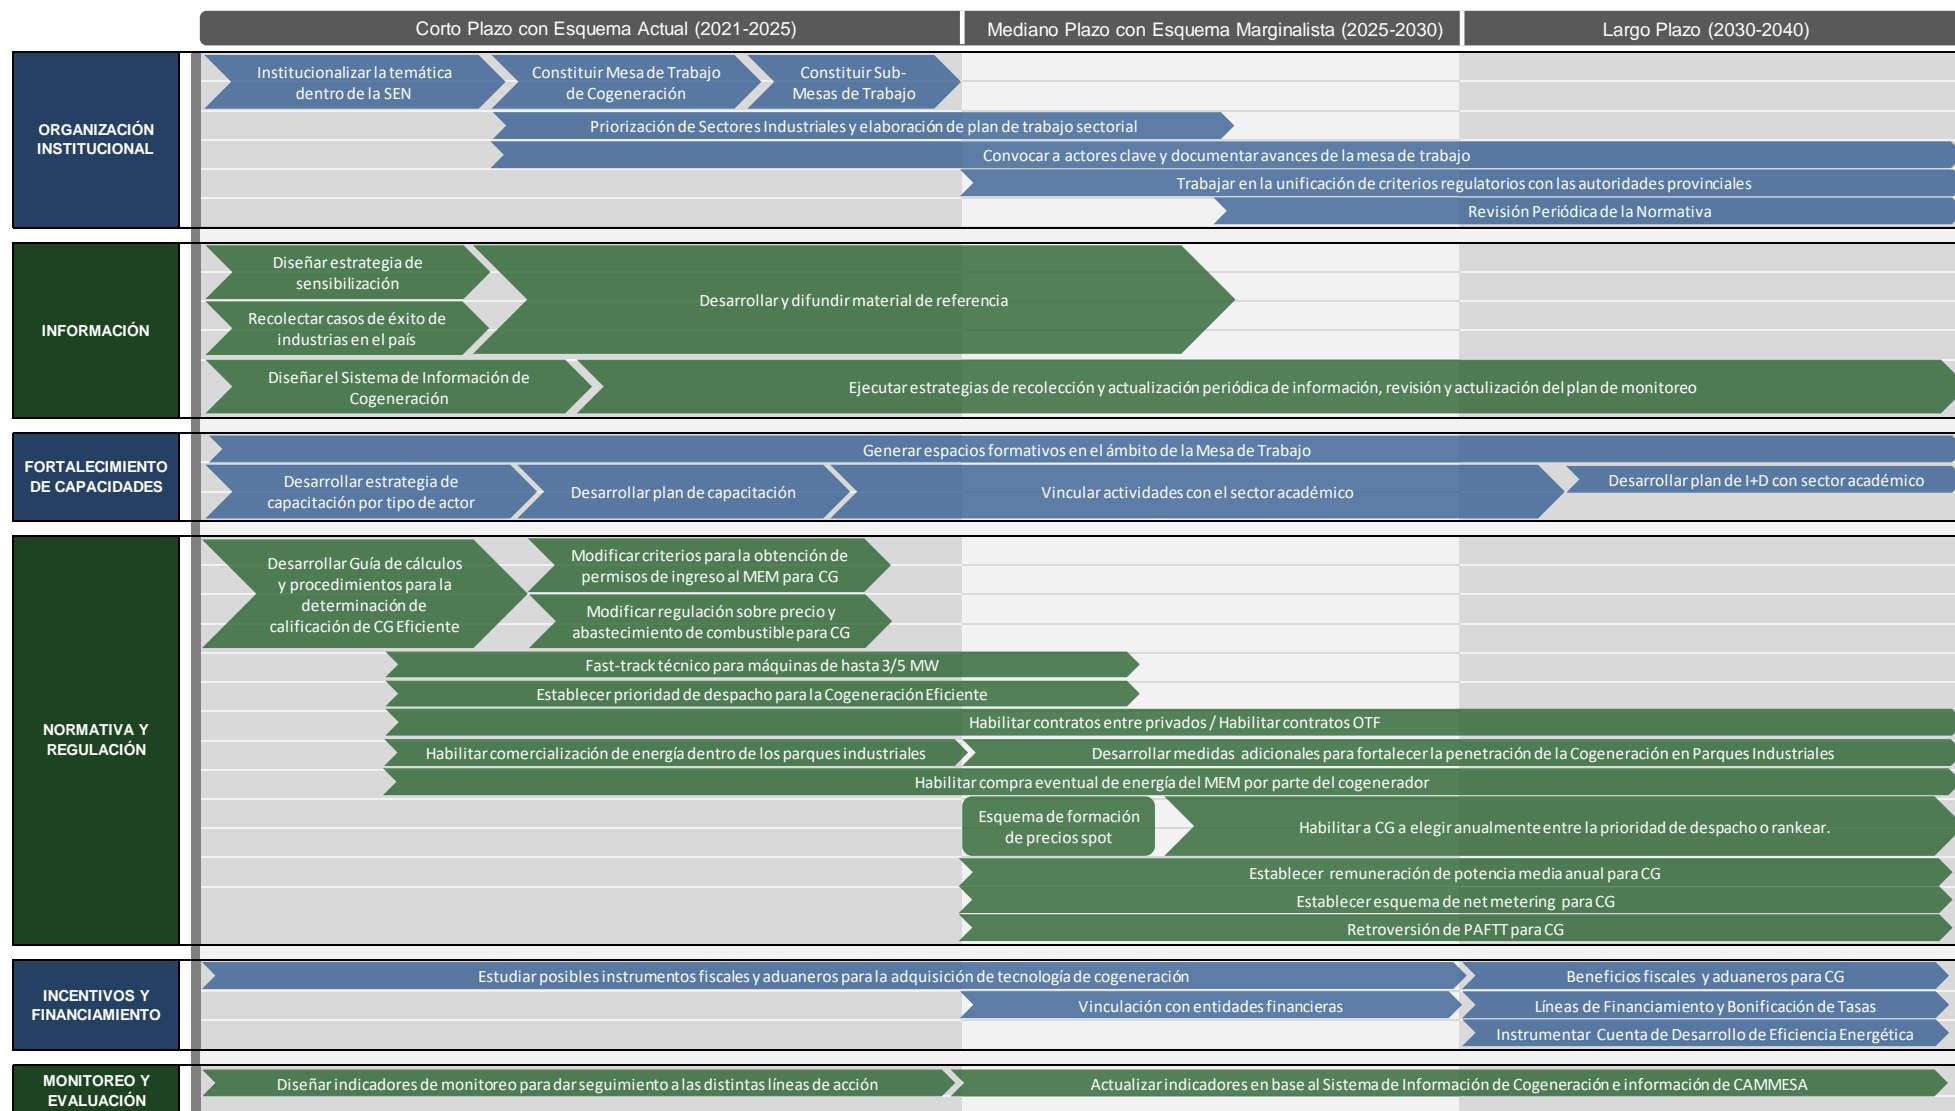 Corto Plazo con Esquema Actual (2021-2025)
Mediano Plazo con Esquema Marginalista (2025-2030)
Largo Plazo (2030-2040)
ORGANIZACIÓN
INSTITUCIONAL
Institucionalizar la temática
dentro de la SEN
Constituir Mesa de Trabajo
de Cogeneración
Constituir Sub-
Mesas de Trabajo
Priorización de Sectores Industriales y elaboración de plan de trabajo sectorial
Convocar a actores clave y documentar avances de la mesa de trabajo
Trabajar en la unificación de criterios regulatorios con las autoridades provinciales
Revisión Periódica de la Normativa
INFORMACIÓN
Diseñar estrategia de
sensibilización
Recolectar casos de éxito de
industrias en el país
Desarrollar y difundir material de referencia
Diseñar el Sistema de Información de
Cogeneración
Ejecutar estrategias de recolección y actualización periódica de información, revisión y actulización del plan de monitoreo
FORTALECIMIENTO
DE CAPACIDADES
Generar espacios formativos en el ámbito de la Mesa de Trabajo
Desarrollar estrategia de
capacitación por tipo de actor
Desarrollar plan de capacitación
Vincular actividades con el sector académico
Desarrollar plan de I+D con sector académico
NORMATIVA Y
REGULACIÓN
Desarrollar Guía de cálculos
y procedimientos para la
determinación de
calificación de CG Eficiente
Modificar criterios para la obtención de
permisos de ingreso al MEM para CG
Modificar regulación sobre precio y
abastecimiento de combustible para CG
Fast-track técnico para máquinas de hasta 3/5 MW
Establecer prioridad de despacho para la Cogeneración Eficiente
Habilitar contratos entre privados / Habilitar contratos OTF
Habilitar comercialización de energía dentro de los parques industriales
Desarrollar medidas adicionales para fortalecer la penetración de la Cogeneración en Parques Industriales
Habilitar compra eventual de energía del MEM por parte del cogenerador
Esquema de formación
de precios spot
Habilitar a CG a elegir anualmente entre la prioridad de despacho o rankear.
Establecer remuneración de potencia media anual para CG
Establecer esquema de net metering para CG
Retroversión de PAFTT para CG
INCENTIVOS Y
FINANCIAMIENTO
Estudiar posibles instrumentos fiscales y aduaneros para la adquisición de tecnología de cogeneración
Beneficios fiscales y aduaneros para CG
Vinculación con entidades financieras
Líneas de Financiamiento y Bonificación de Tasas
Instrumentar Cuenta de Desarrollo de Eficiencia Energética
MONITOREO Y
EVALUACIÓN
Diseñar indicadores de monitoreo para dar seguimiento a las distintas líneas de acción
Actualizar indicadores en base al Sistema de Información de Cogeneración e información de CAMMESA